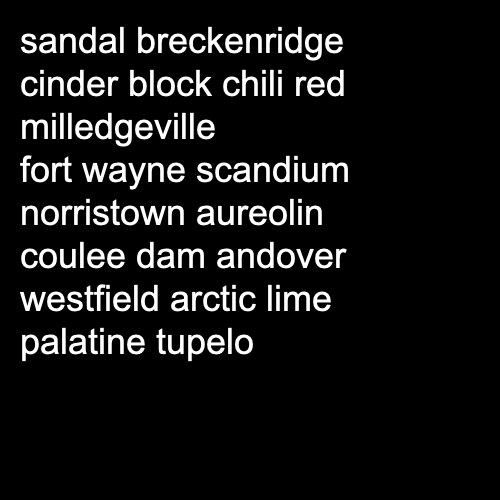 sandal breckenridge
cinder block chili red
milledgeville
fort wayne scandium
norristown aureolin
coulee dam andover
westfield arctic lime
palatine tupelo